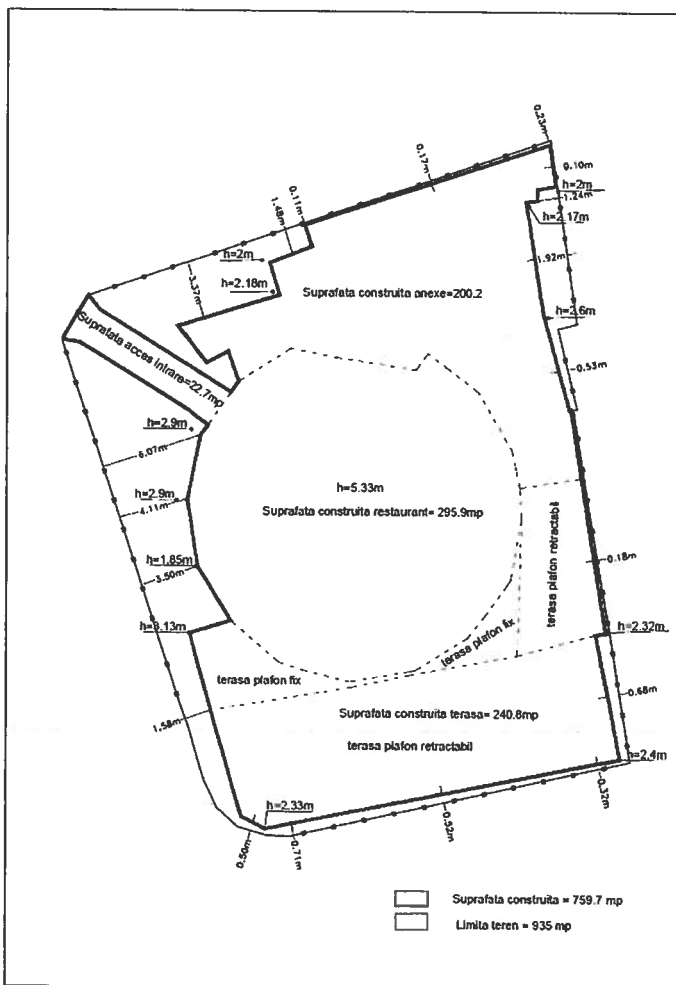 0.23m
0.17m
0.10m
0.11m
1.48m
h=2m
1.24m
h=2m
h=2.17m
h=2.18m
3.37m
1.92m
Suprafata construita anexe=200.2
h=2.6m
Suprafata acces intrare=22.7mp
0.53m
h=2.9m
6.07m
h=5.33m
h=2.9m
Suprafata construita restaurant= 295.9mp
4.11m
terasa plafon retractabil
h=1.85m
0.18m
3.50m
h=3.13m
h=2.32m
terasa plafon fix
terasa plafon fix
0.68m
1.58m
Suprafata construita terasa= 240.8mp
terasa plafon retractabil
h=2.4m
0.32m
h=2.33m
0.52m
0.50m
0.71m
Suprafata construita = 759.7 mp
Limita teren = 935 mp